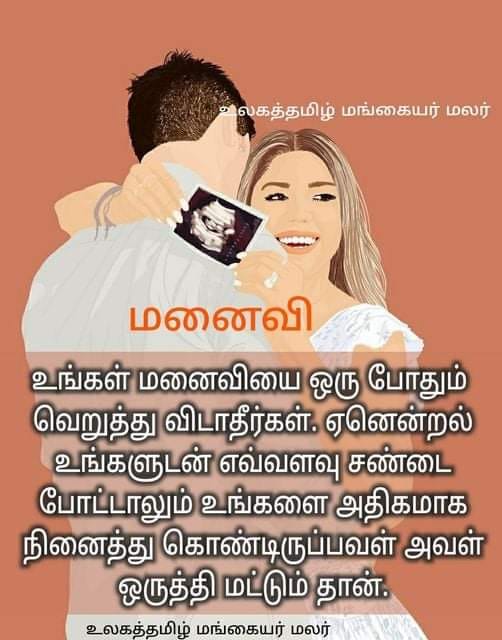 உலகத்தமிழ் மங்கையர் மலர்
மனைவி
உங்கள் மனைவியை ஒரு போதும்
வெறுத்து விடாதீர்கள். ஏனென்றல்
உங்களுடன் எவ்வளவு சண்டை
போட்டாலும் உங்களை அதிகமாக
நினைத்து கொண்டிருப்பவள் அவள்
ஒருத்தி மட்டும் தான்.
உலகத்தமிழ் மங்கையர் மலர்